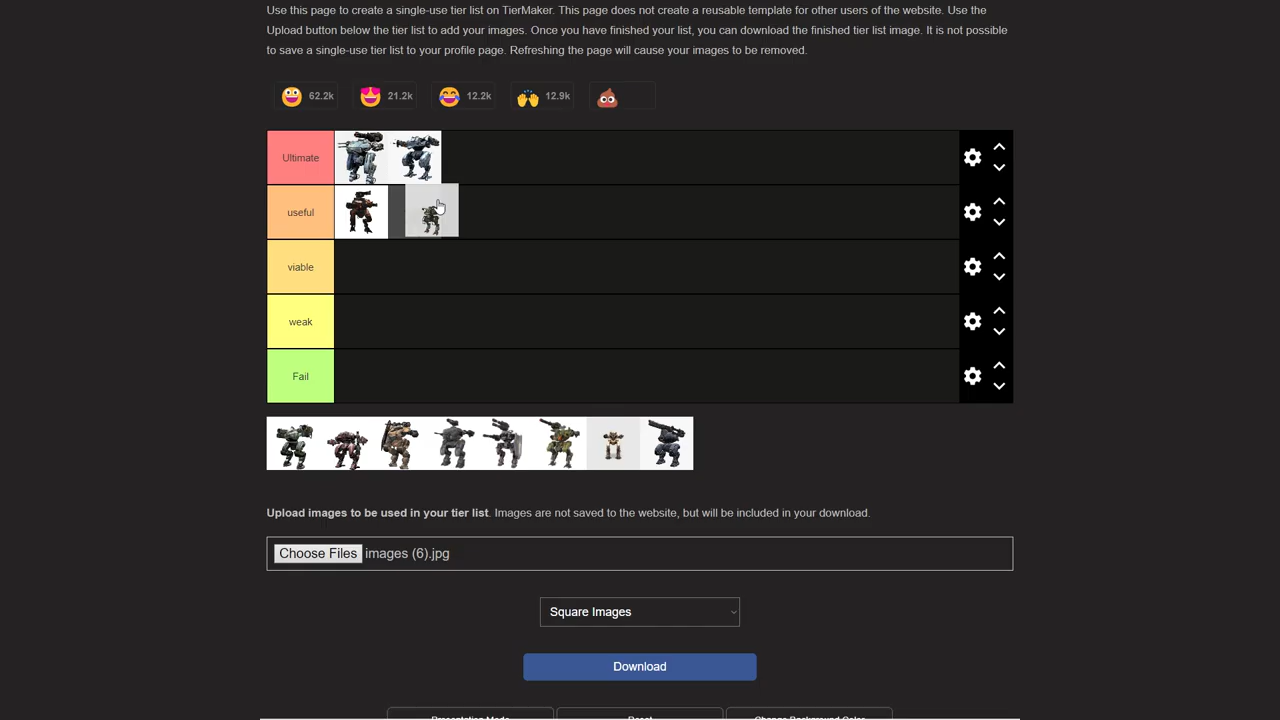 Use this page to create a single-use tier list on TierMaker. This page does not create a reusable template for other users of the website. Use the
Upload button below the tier list to add your images. Once you have finished your list, you can download the finished tier list image. It is not possible
to save a single-use tier list to your profile page. Refreshing the page will cause your images to be removed.
62.2k 21.2k 12.2k 12.9k
Ultimate
useful
viable
weak
Fail
Upload images to be used in your tier list. Images are not saved to the website, but will be included in your download.
Choose Files images (6).jpg
Square Images
Download
Presentation Mode Reset Change Background Color